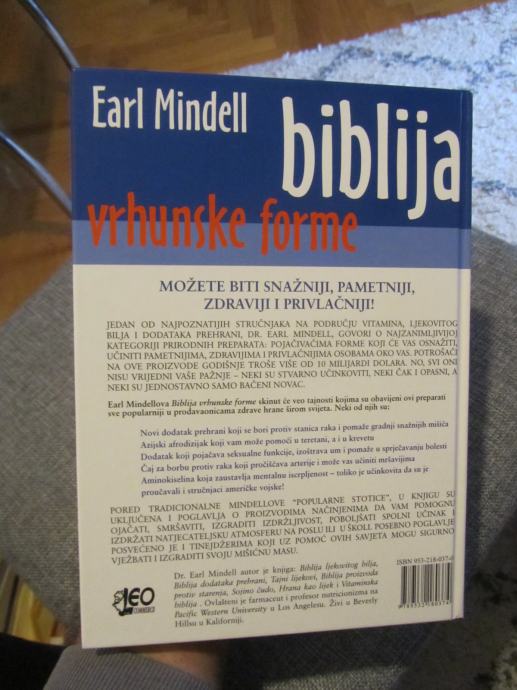 Earl Mindell
biblija
vrhunske forme
MOŽETE BITI SNAŽNIJI, PAMETNIJI,
ZDRAVIJI I PRIVLAČNIJI!
JEDAN OD NAJPOZNATIJIH STRUČNJAKA NA PODRUČJU VITAMINA, LJEKOVITOG
BILJA I DODATAKA PREHRANI, DR. EARL MINDELL, GOVORI O NAJZANIMLJIVIJOJ
KATEGORIJI PRIRODNIH PREPARATA: POJAČIVAČIMA FORME KOJI ĆE VAS OSNAŽITI,
UČINITI PAMETNIJIMA, ZDRAVIJIMA I PRIVLAČNIJIMA OSOBAMA OKO VAS. POTROŠAČI
NA OVE PROIZVODE GODIŠNJE TROŠE VIŠE OD 10 MILIJARDI DOLARA. NO, SVI ONI
NISU VRIJEDNI VAŠE PAŽNJE – NEKI SU STVARNO UČINKOVITI, NEKI ČAK I OPASNI, A
NEKI SU JEDNOSTAVNO SAMO BAČENI NOVAC.
Earl Mindellova Biblija vrhunske forme skinut će veo tajnosti kojima su obavijeni ovi preparati
sve popularniji u prodavaonicama zdrave hrane širom svijeta. Neki od njih su:
Novi dodatak prehrani koji se bori protiv stanica raka i pomaže gradnji snažnijih mišića
Azijski afrodizijak koji vam može pomoći u teretani, a i u krevetu
Dodatak koji pojačava seksualne funkcije, izoštrava um i pomaže u sprječavanju bolesti
Čaj za borbu protiv raka koji pročišćava arterije i može vas učiniti mršavijima
Aminokiselina koja zaustavlja mentalnu iscrpljenost – toliko je učinkovita da su je
proučavali i stručnjaci američke vojske!
PORED TRADICIONALNE MINDELLOVE “POPULARNE STOTICE”, U KNJIGU SU
UKLJUČENA I POGLAVLJA O PROIZVODIMA NAČINJENIMA DA VAM POMOGNU
OJAČATI, SMRŠAVITI, IZGRADITI IZDRŽLJIVOST, POBOLJŠATI SPOLNI UČINAK I
IZDRŽATI NATJECATELJSKU ATMOSFERU NA POSLU ILI U ŠKOLI. POSEBNO POGLAVLJE
POSVEĆENO JE I TINEJDŽERIMA KOJI UZ POMOĆ OVIH SAVJETA MOGU SIGURNO
VJEŽBATI I IZGRADITI SVOJU MIŠIĆNU MASU.
Dr. Earl Mindell autor je knjiga: Biblija ljekovitog bilja,
Biblija dodataka prehrani, Tajni lijekovi, Biblija proizvoda
protiv starenja, Sojino čudo, Hrana kao lijek i Vitaminska
biblija . Ovlašteni je farmaceut i profesor nutricionizma na
Pacific Western University u Los Angelesu. Živi u Beverly
Hillsu u Kaliforniji.
LEO
COMMERCE
ISBN 953-218-037-